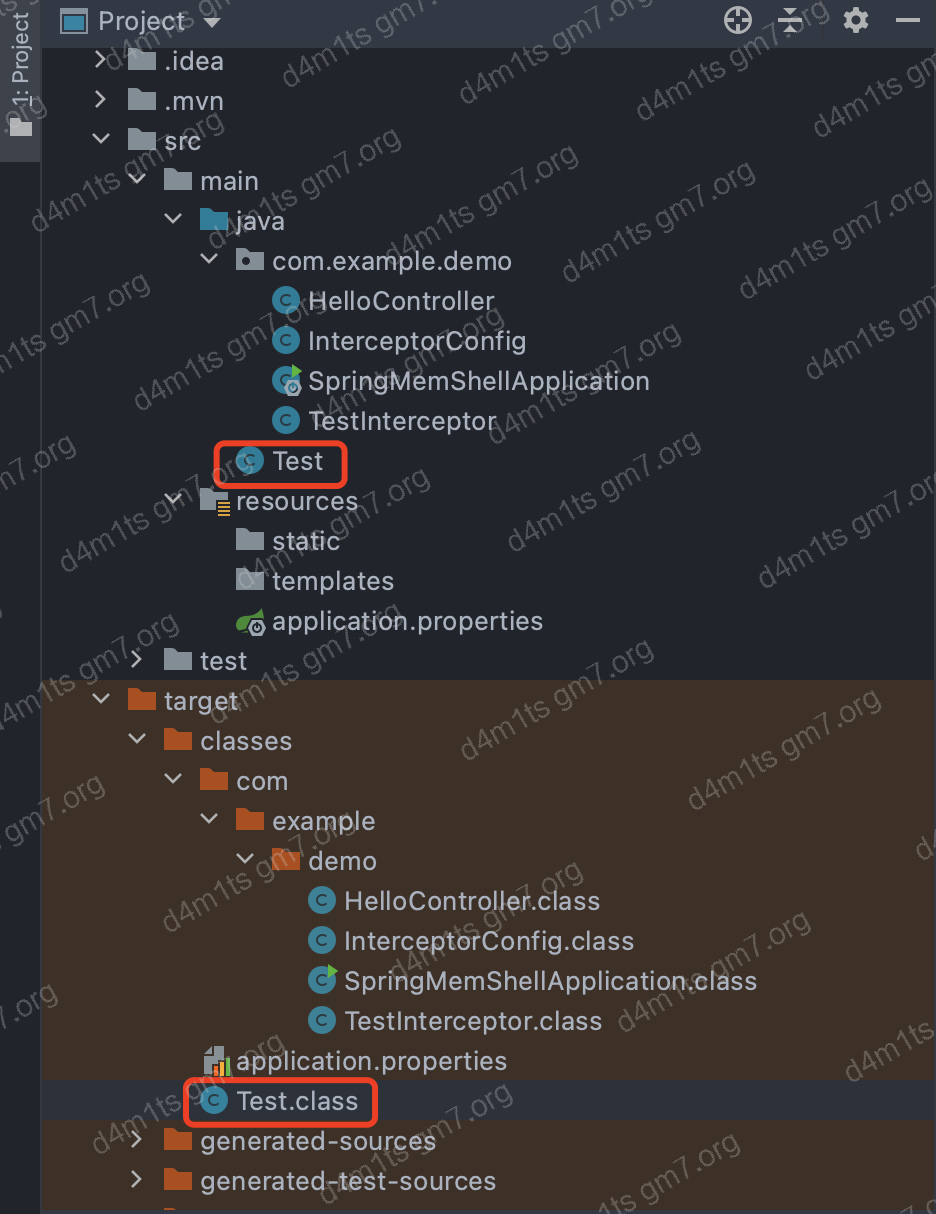 Project
1: Project
.idea
.mvn
src
main
java
com.example.demo
HelloController
InterceptorConfig
SpringMemShellApplication
TestInterceptor
Test
resources
static
templates
application.properties
test
target
classes
com
example
demo
HelloController.class
InterceptorConfig.class
SpringMemShellApplication.class
TestInterceptor.class
application.properties
Test.class
generated-sources
generated-test-sources
d4m1ts gm7.org